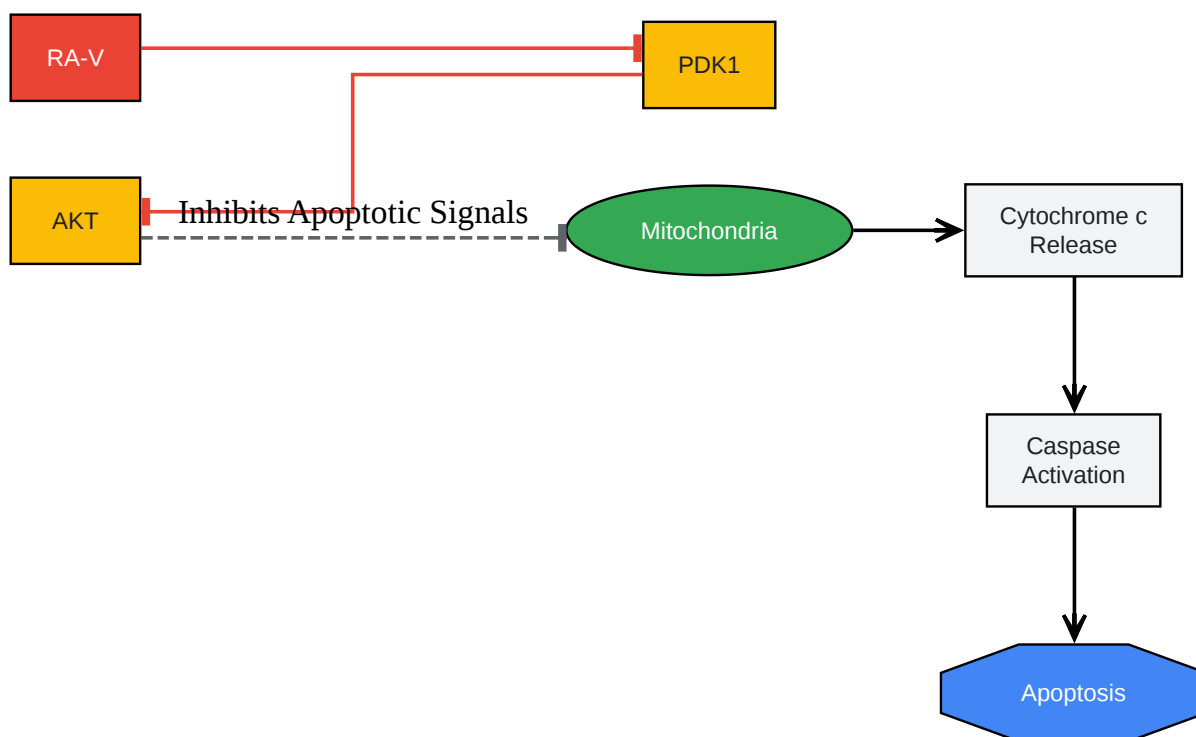 RA-V
PDK1
AKT
Inhibits Apoptotic Signals
Mitochondria
Cytochrome c
Release
Caspase
Activation
Apoptosis